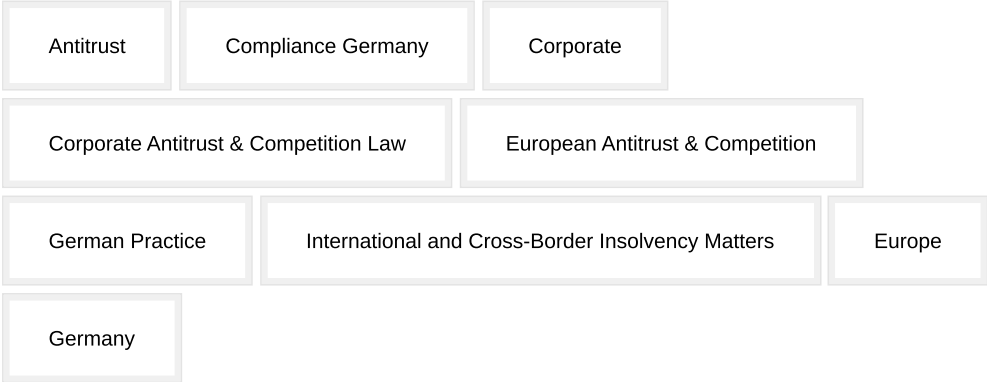 Antitrust
Compliance Germany
Corporate
Corporate Antitrust & Competition Law
European Antitrust & Competition
German Practice
International and Cross-Border Insolvency Matters
Europe
Germany